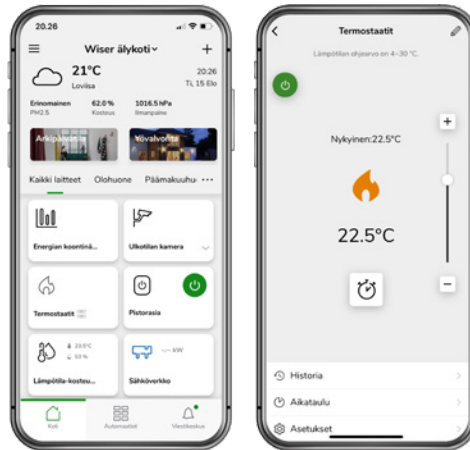 20.26
Wiser älykoti
21°C
Loviisa
20:26
Ti, 15 Elo
Erinomainen
PM2.5
62.0 %
Kosteus
1016.5 hPa
Ilmanpaine
Arkipäivänä
Yövalvonta
Kaikki laitteet Olohuone Päämakuuhu ···
Energian koontinä...
Ulkotilan kamera
Termostaatit
Pistorasia
23.0°C
53 %
Lämpötila-kosteu...
-- kW
Sähköverkko
Koti
Automaatiot
Viestikeskus
Termostaatit
Lämpötilan ohjearvo on 4–30 °C.
Nykyinen:22.5°C
22.5°C
Historia
Aikataulu
Asetukset